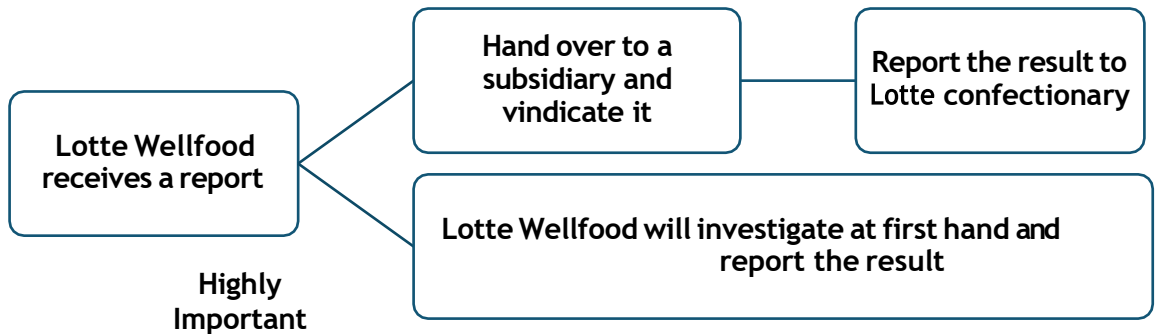 Lotte Wellfood
receives a report
Hand over to a
subsidiary and
vindicate it
Report the result to
Lotte confectionary
Lotte Wellfood will investigate at first hand and
report the result
Highly
Important